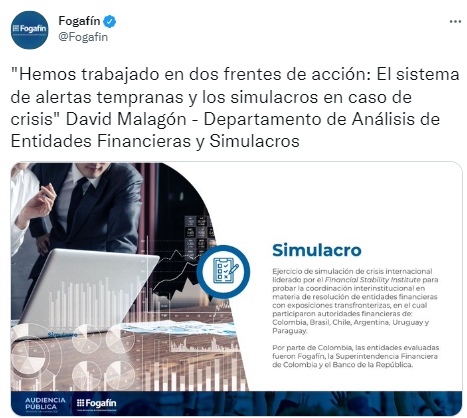 Fogafín
@Fogafin
"Hemos trabajado en dos frentes de acción: El sistema
de alertas tempranas y los simulacros en caso de
crisis" David Malagón - Departamento de Análisis de
Entidades Financieras y Simulacros
Simulacro
Ejercicio de simulación de crisis internacional
liderado por el Financial Stability Institute para
probar la coordinación interinstitucional en
materia de resolución de entidades financieras
con exposiciones transfronterizas, en el cual
participaron autoridades financieras de:
Colombia, Brasil, Chile, Argentina, Uruguay y
Paraguay.
Por parte de Colombia, las entidades evaluadas
fueron Fogafín, la Superintendencia Financiera
de Colombia y el Banco de la República.
AUDIENCIA
PÚBLICA
Fogafín